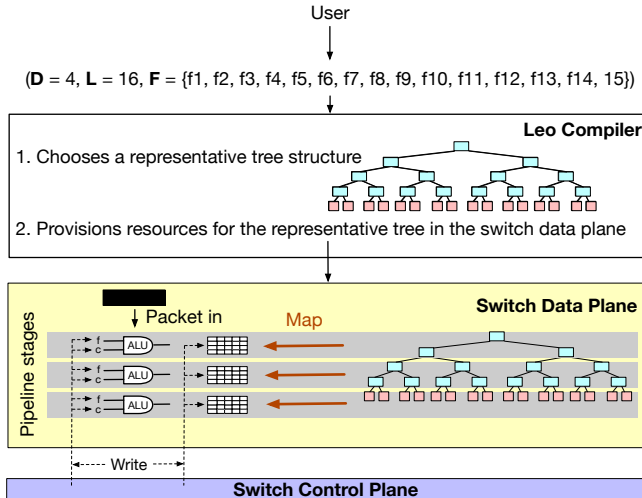 User
(D = 4, L = 16, F = {f1, f2, f3, f4, f5, f6, f7, f8, f9, f10, f11, f12, f13, f14, 15})
Leo Compiler
1. Chooses a representative tree structure
2. Provisions resources for the representative tree in the switch data plane
Switch Data Plane
Packet in
Map
Pipeline stages
f
c
ALU
f
c
ALU
f
c
ALU
Write
Switch Control Plane